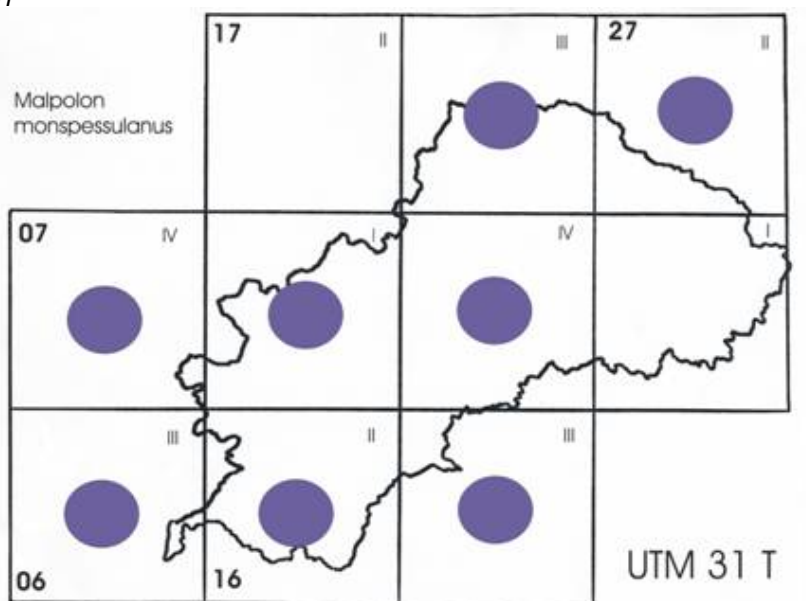 17
II
III
27
II
Malpolon
monspessulanus
07
IV
I
IV
I
III
II
III
06
16
UTM 31 T